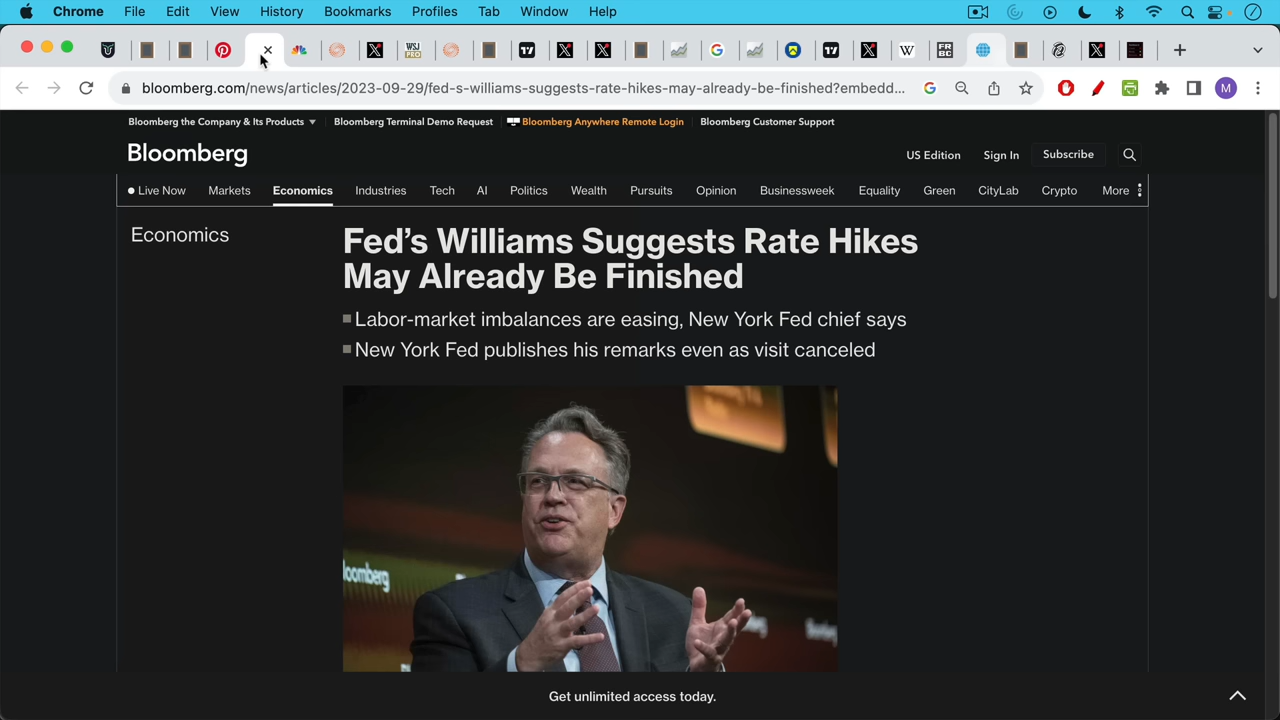 Chrome File Edit View History Bookmarks Profiles Tab Window Help
WSJ PRO
FR BC
bloomberg.com/news/articles/2023-09-29/fed-s-williams-suggests-rate-hikes-may-already-be-finished?embedd...
M
Bloomberg the Company & Its Products Bloomberg Terminal Demo Request Bloomberg Anywhere Remote Login Bloomberg Customer Support
Bloomberg
US Edition Sign In Subscribe
Live Now Markets Economics Industries Tech AI Politics Wealth Pursuits Opinion Businessweek Equality Green CityLab Crypto More
Economics
Fed's Williams Suggests Rate Hikes
May Already Be Finished
Labor-market imbalances are easing, New York Fed chief says
New York Fed publishes his remarks even as visit canceled
loomberg
Get unlimited access today.